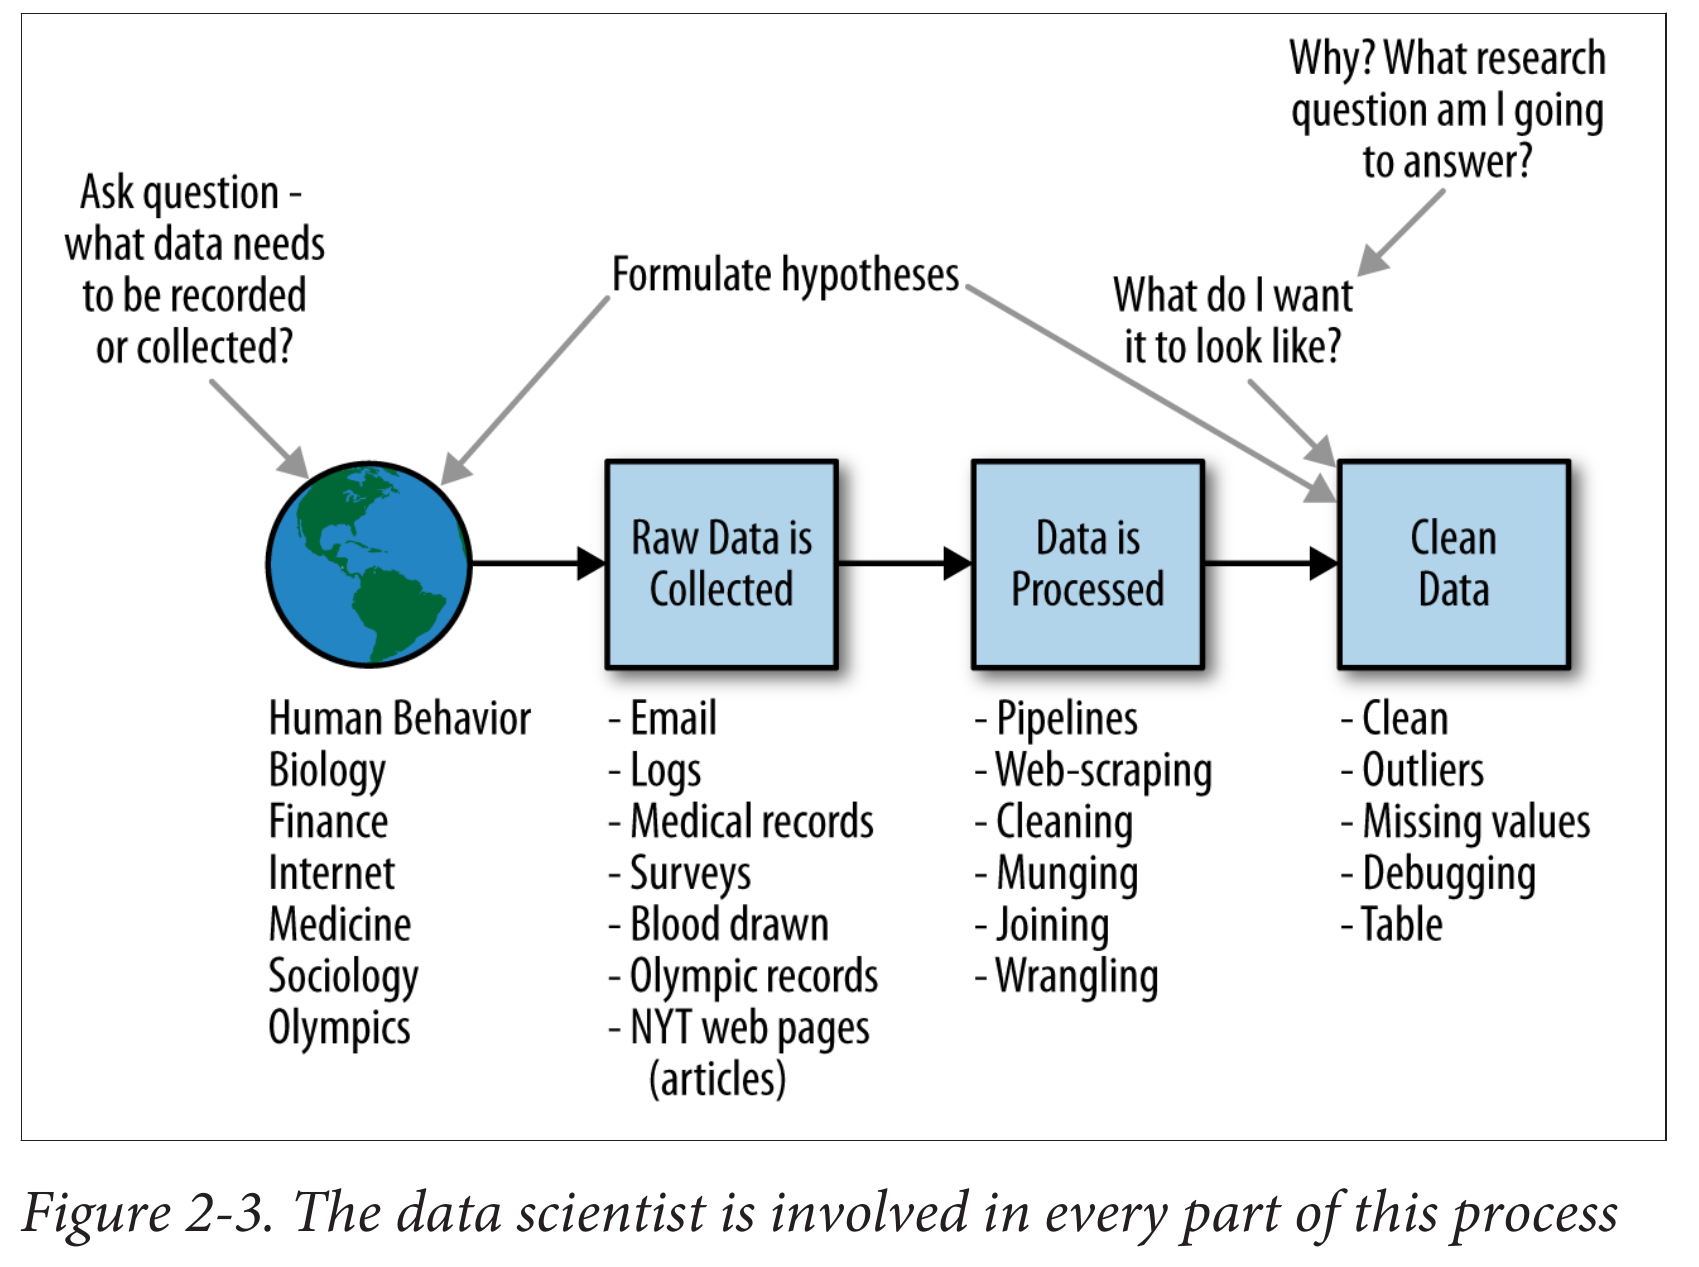 Why? What research
question am I going
to answer?
Ask question -
what data needs
to be recorded
or collected?
Formulate hypotheses
What do I want
it to look like?
Raw Data is
Collected
Data is
Processed
Clean
Data
Human Behavior
Biology
Finance
Internet
Medicine
Sociology
Olympics
- Email
- Logs
- Medical records
- Surveys
- Blood drawn
- Olympic records
- NYT web pages
(articles)
- Pipelines
- Web-scraping
- Cleaning
- Munging
- Joining
- Wrangling
- Clean
- Outliers
- Missing values
- Debugging
- Table
Figure 2-3. The data scientist is involved in every part of this process